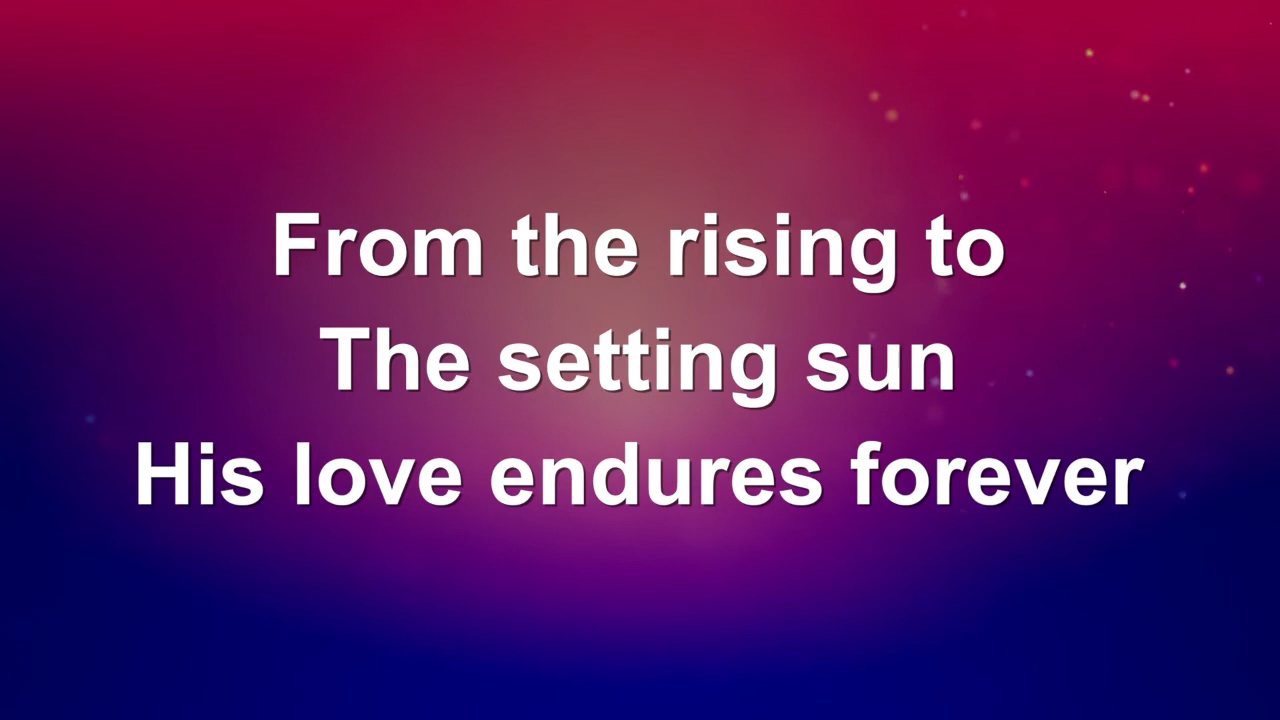 From the rising to
The setting sun
His love endures forever